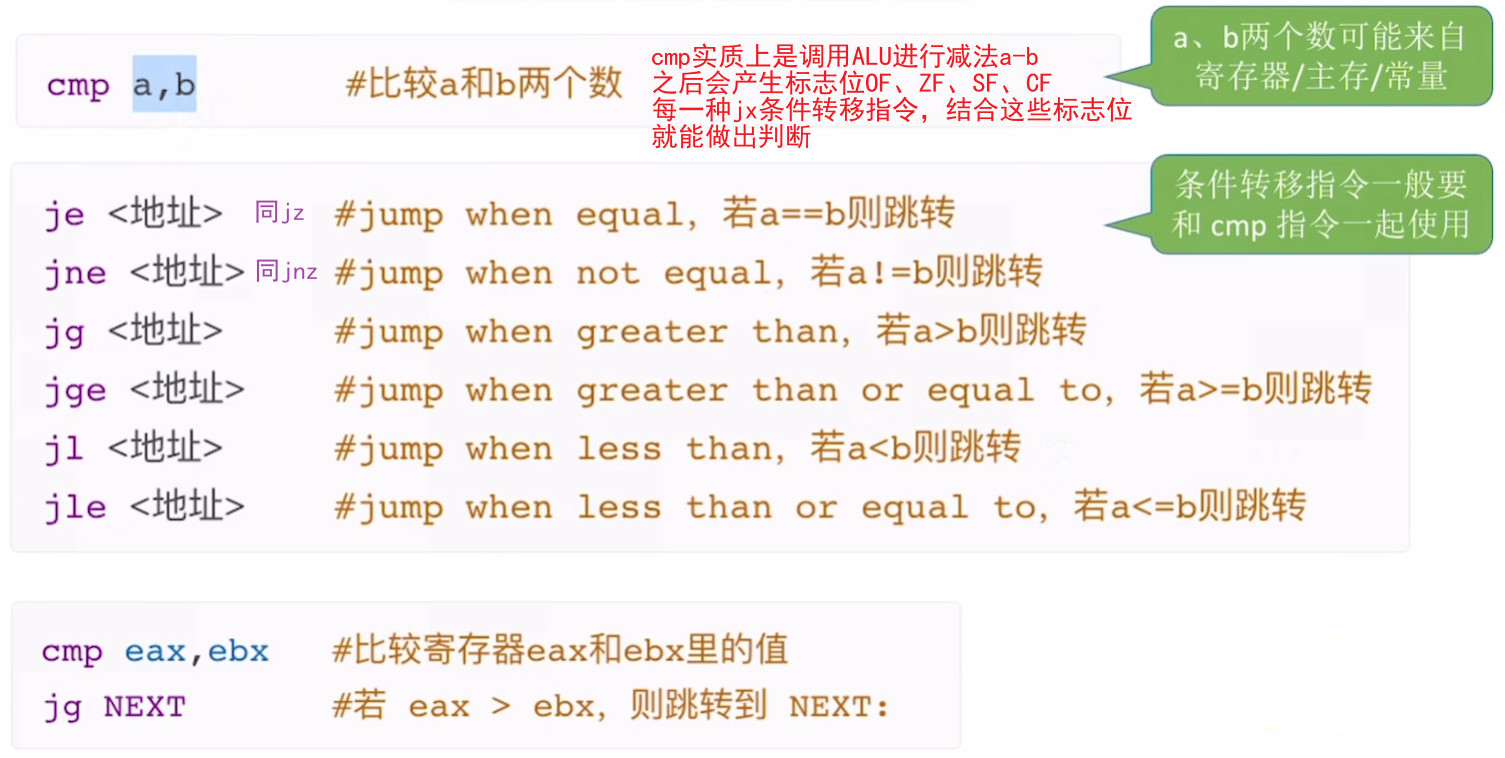 cmp a,b #比较a和b两个数
cmp实质上是调用ALU进行减法a-b
之后会产生标志位OF、ZF、SF、CF
每一种jx条件转移指令，结合这些标志位
就能做出判断
a、b两个数可能来自
寄存器/主存/常量
je <地址> 同jz #jump when equal，若a==b则跳转
jne <地址> 同jnz #jump when not equal，若a!=b则跳转
jg <地址> #jump when greater than，若a>b则跳转
jge <地址> #jump when greater than or equal to，若a>=b则跳转
jl <地址> #jump when less than，若a<b则跳转
jle <地址> #jump when less than or equal to，若a<=b则跳转
条件转移指令一般要
和 cmp 指令一起使用
cmp eax,ebx #比较寄存器eax和ebx里的值
jg NEXT #若 eax > ebx，则跳转到 NEXT: